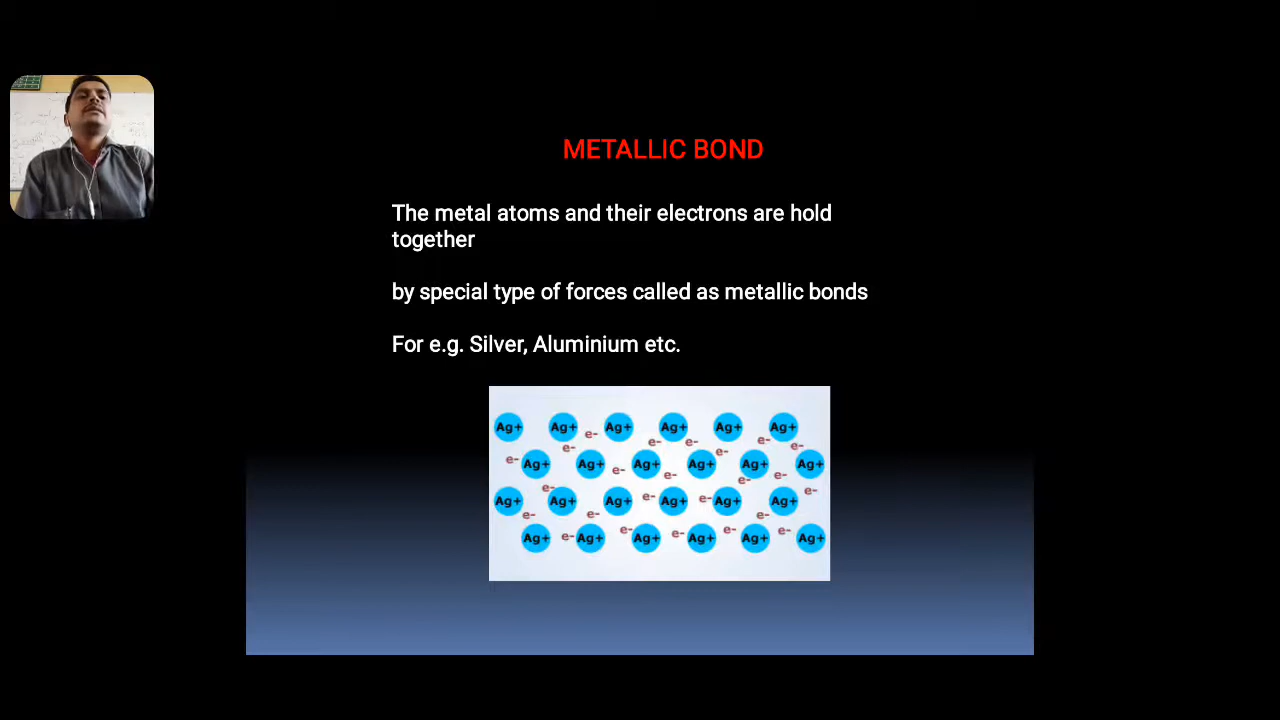 METALLIC BOND
The metal atoms and their electrons are hold
together
by special type of forces called as metallic bonds
For e.g. Silver, Aluminium etc.
Ag+ Ag+ e- Ag+ Ag+ Ag+ Ag+
e- e- e- e- e- e-
e- Ag+ Ag+ e- Ag+ e- Ag+ Ag+ e- Ag+
e- e- e- e- e-
Ag+ Ag+ Ag+ Ag+ Ag+ Ag+
e- e- e-
Ag+ e- Ag+ e- Ag+ e- Ag+ e- Ag+ e- Ag+